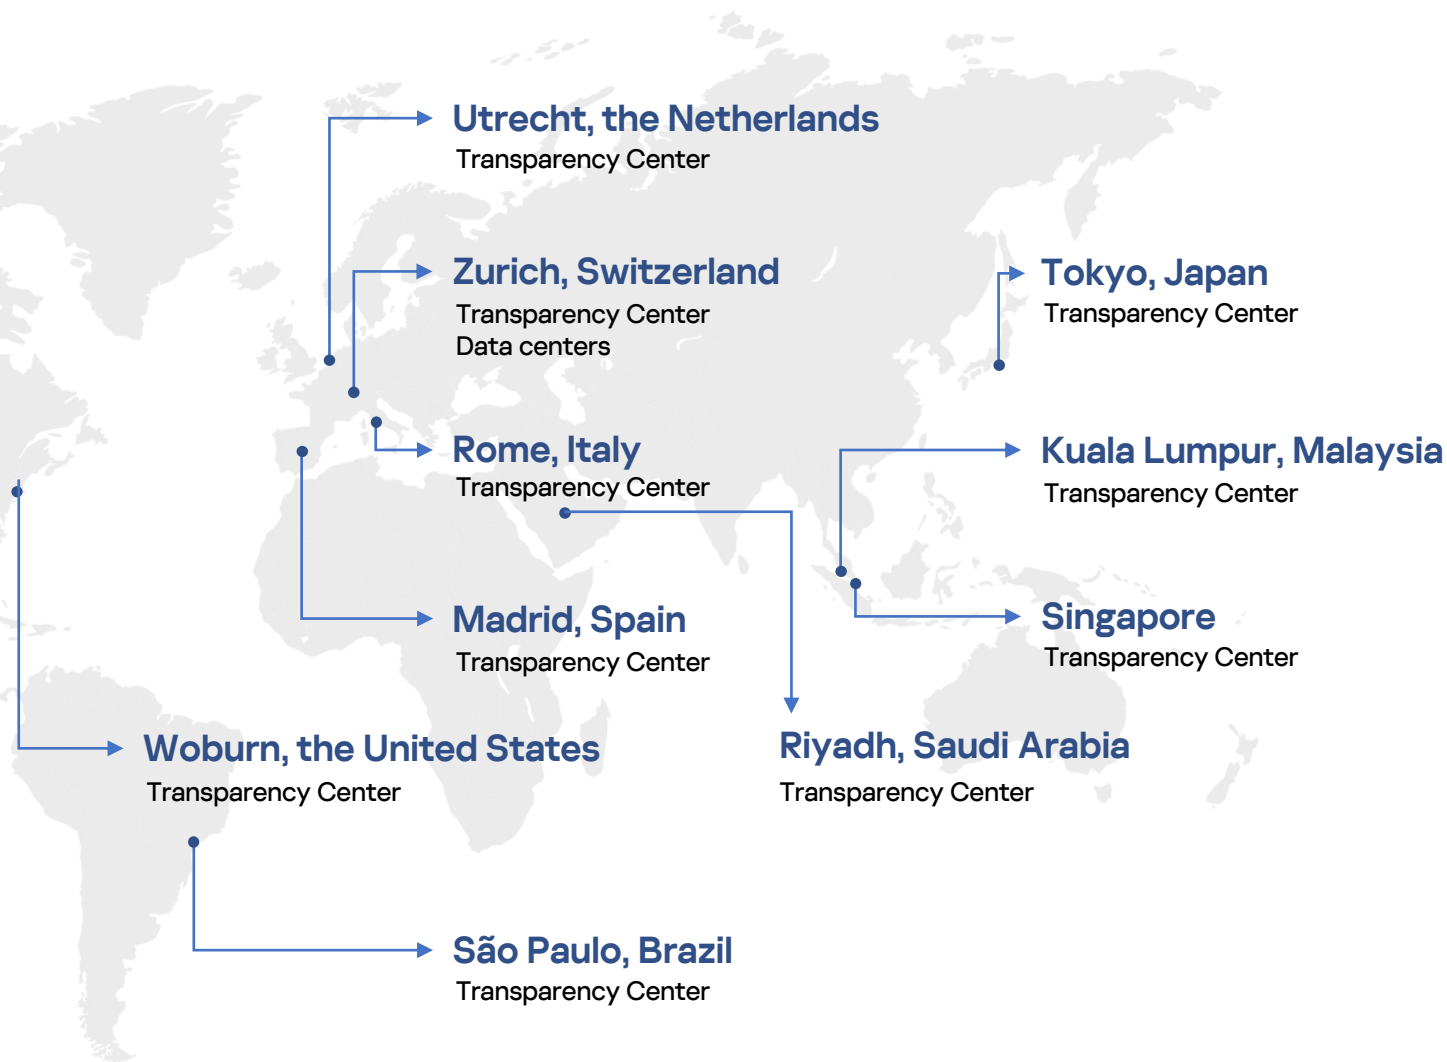 Utrecht, the Netherlands
Transparency Center
Zurich, Switzerland
Transparency Center
Data centers
Tokyo, Japan
Transparency Center
Rome, Italy
Transparency Center
Kuala Lumpur, Malaysia
Transparency Center
Madrid, Spain
Transparency Center
Singapore
Transparency Center
Woburn, the United States
Transparency Center
Riyadh, Saudi Arabia
Transparency Center
São Paulo, Brazil
Transparency Center